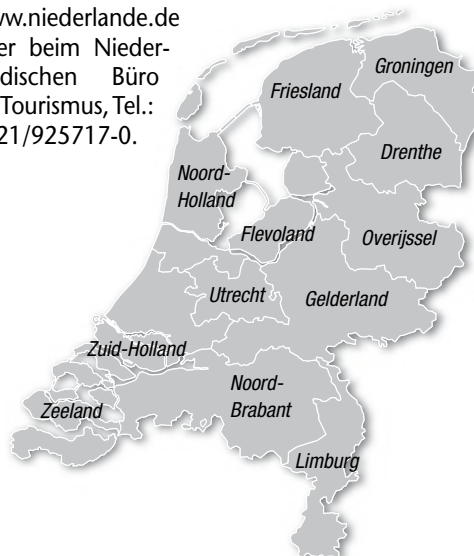 w.niederlande.de
er beim Nieder-
dischen Büro
Tourismus, Tel.:
21/925717-0.
Groningen
Friesland
Drenthe
Noord-
Holland
Flevoland
Overijssel
Utrecht
Gelderland
Zuid-Holland
Noord-
Brabant
Zeeland
Limburg